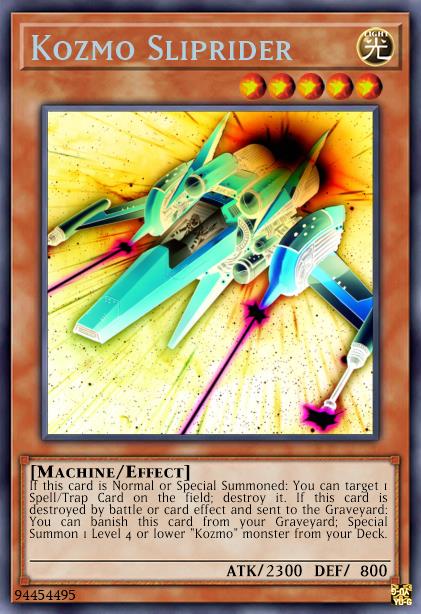 Kozmo Sliprider
LIGHT
光
[Machine/Effect]
If this card is Normal or Special Summoned: You can target 1
Spell/Trap Card on the field; destroy it. If this card is
destroyed by battle or card effect and sent to the Graveyard:
You can banish this card from your Graveyard; Special
Summon 1 Level 4 or lower "Kozmo" monster from your Deck.
ATK/2300 DEF/ 800
94454495